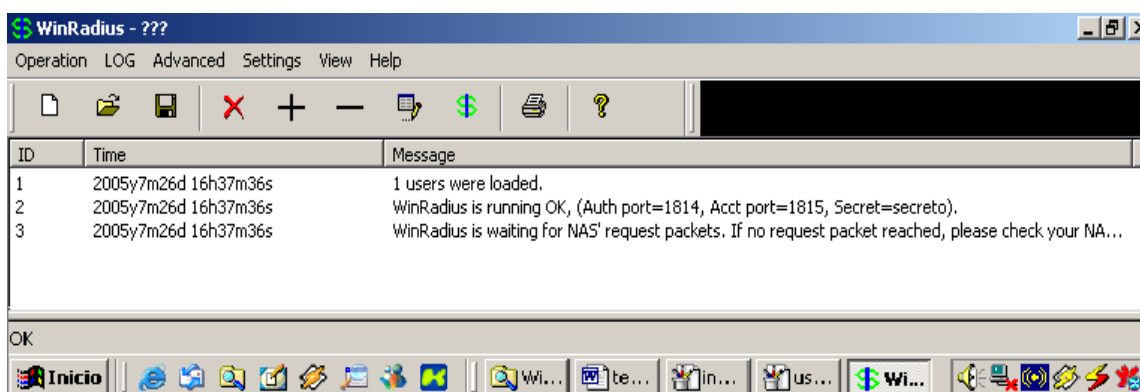 WinRadius - ???
Operation LOG Advanced Settings View Help
ID Time Message
1 2005y7m26d 16h37m36s 1 users were loaded.
2 2005y7m26d 16h37m36s WinRadius is running OK, (Auth port=1814, Acct port=1815, Secret=secreto).
3 2005y7m26d 16h37m36s WinRadius is waiting for NAS' request packets. If no request packet reached, please check your NA...
OK
Inicio Wi... te... in... us... Wi...